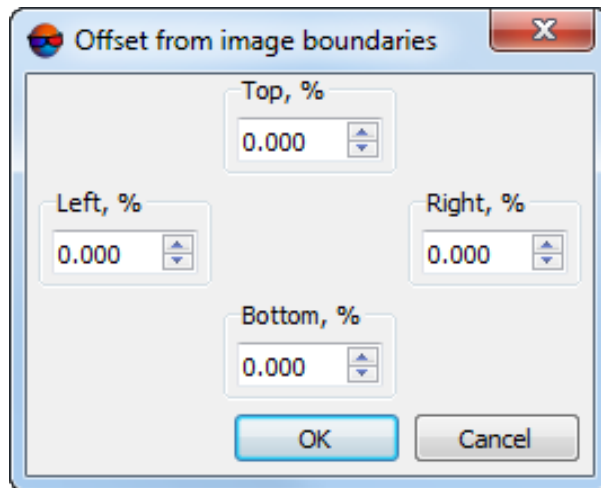 Offset from image boundaries
Top, %
0.000
Left, %
Right, %
0.000
0.000
Bottom, %
0.000
OK
Cancel